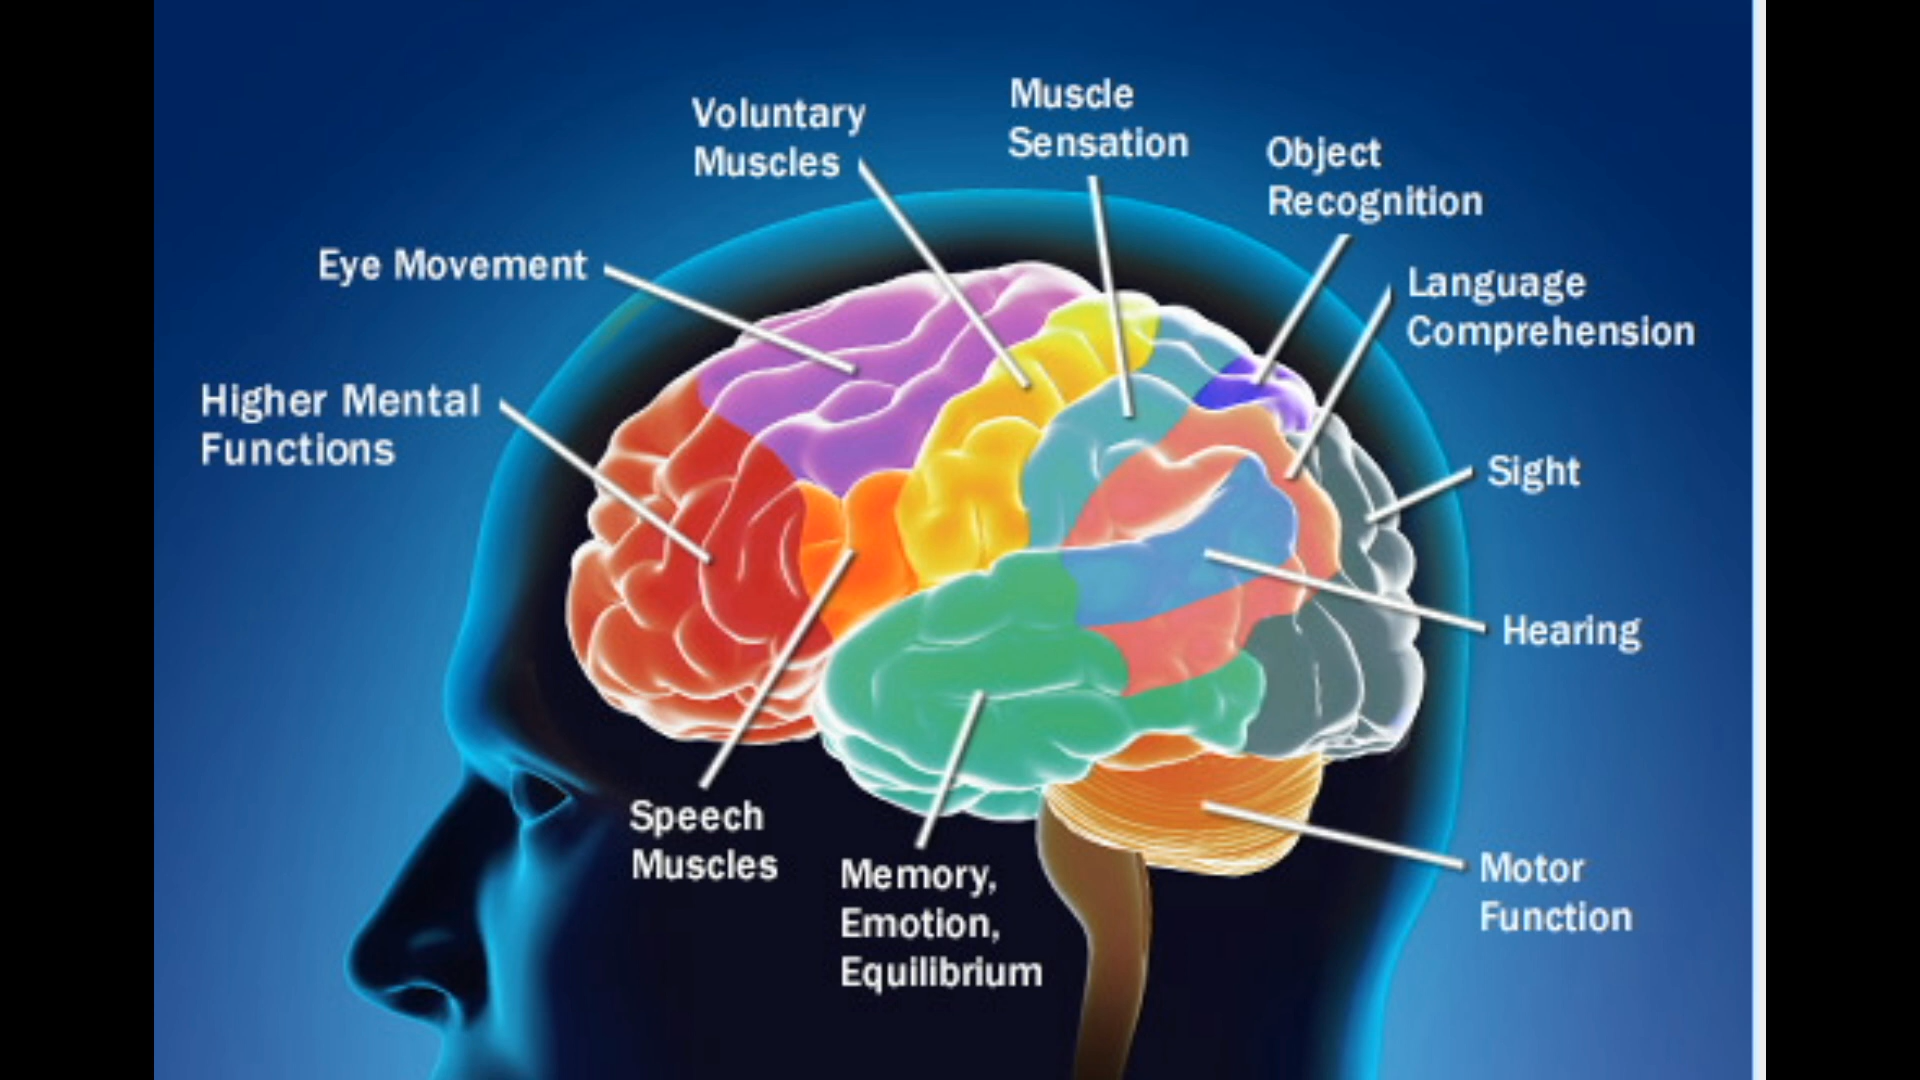 Voluntary
Muscles
Muscle
Sensation
Object
Recognition
Eye Movement
Language
Comprehension
Higher Mental
Functions
Sight
Hearing
Speech
Muscles
Memory,
Emotion,
Equilibrium
Motor
Function